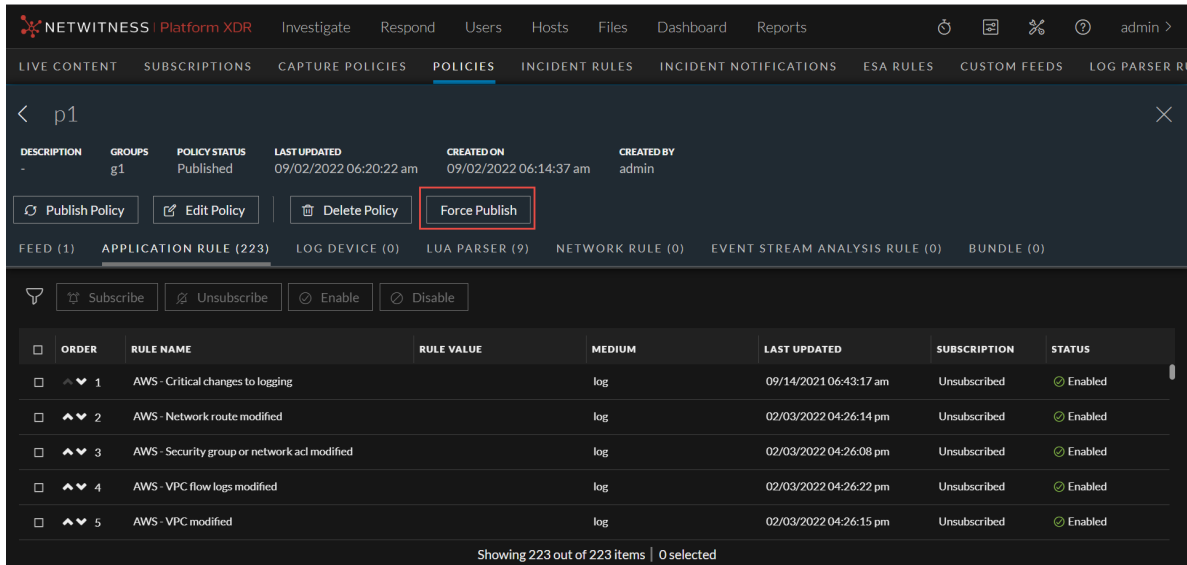 NETWITNESS | Platform XDR Investigate Respond Users Hosts Files Dashboard Reports admin >
LIVE CONTENT SUBSCRIPTIONS CAPTURE POLICIES POLICIES INCIDENT RULES INCIDENT NOTIFICATIONS ESA RULES CUSTOM FEEDS LOG PARSER R
p1
DESCRIPTION GROUPS POLICY STATUS LAST UPDATED CREATED ON CREATED BY
- g1 Published 09/02/2022 06:20:22 am 09/02/2022 06:14:37 am admin
Publish Policy Edit Policy Delete Policy Force Publish
FEED (1) APPLICATION RULE (223) LOG DEVICE (0) LUA PARSER (9) NETWORK RULE (0) EVENT STREAM ANALYSIS RULE (0) BUNDLE (0)
Subscribe Unsubscribe Enable Disable
ORDER RULE NAME RULE VALUE MEDIUM LAST UPDATED SUBSCRIPTION STATUS
1 AWS - Critical changes to logging log 09/14/2021 06:43:17 am Unsubscribed Enabled
2 AWS - Network route modified log 02/03/2022 04:26:14 pm Unsubscribed Enabled
3 AWS - Security group or network acl modified log 02/03/2022 04:26:08 pm Unsubscribed Enabled
4 AWS - VPC flow logs modified log 02/03/2022 04:26:22 pm Unsubscribed Enabled
5 AWS - VPC modified log 02/03/2022 04:26:15 pm Unsubscribed Enabled
Showing 223 out of 223 items | 0 selected